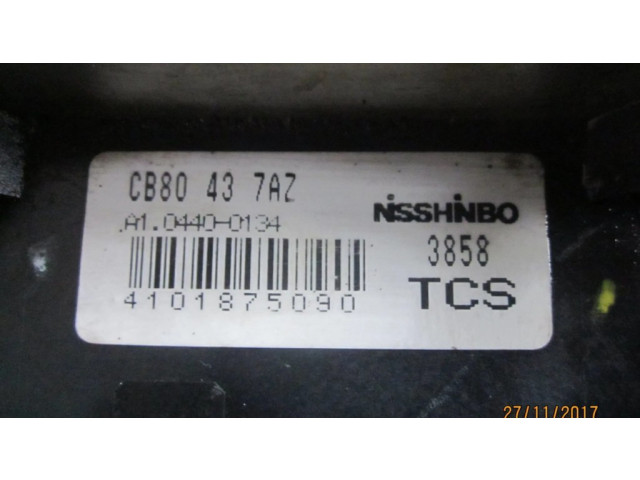 CB80 43 7AZ
A1.0440-0134
4101875090
NISSHINBO
3858
TCS
27/11/2017